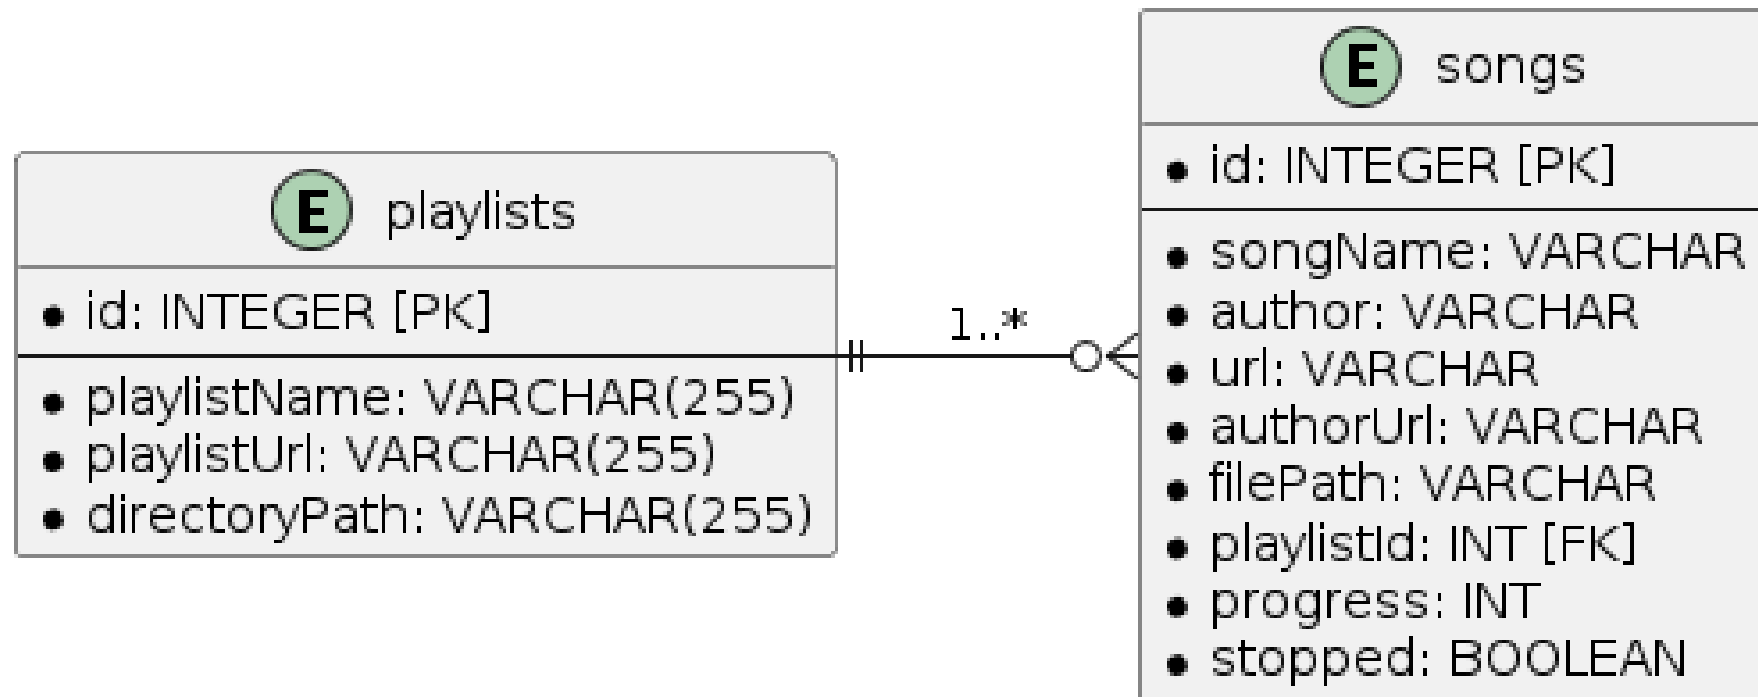 E playlists
id: INTEGER [PK]
playlistName: VARCHAR(255)
playlistUrl: VARCHAR(255)
directoryPath: VARCHAR(255)
1..*
E songs
id: INTEGER [PK]
songName: VARCHAR
author: VARCHAR
url: VARCHAR
authorUrl: VARCHAR
filePath: VARCHAR
playlistId: INT [FK]
progress: INT
stopped: BOOLEAN